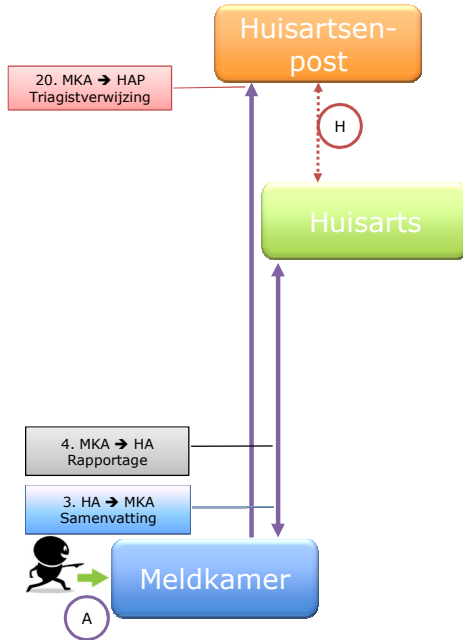 Huisartsen-
post
20. MKA ➔ HAP
Triagistverwijzing
H
Huisarts
4. MKA ➔ HA
Rapportage
3. HA ➔ MKA
Samenvatting
Meldkamer
A